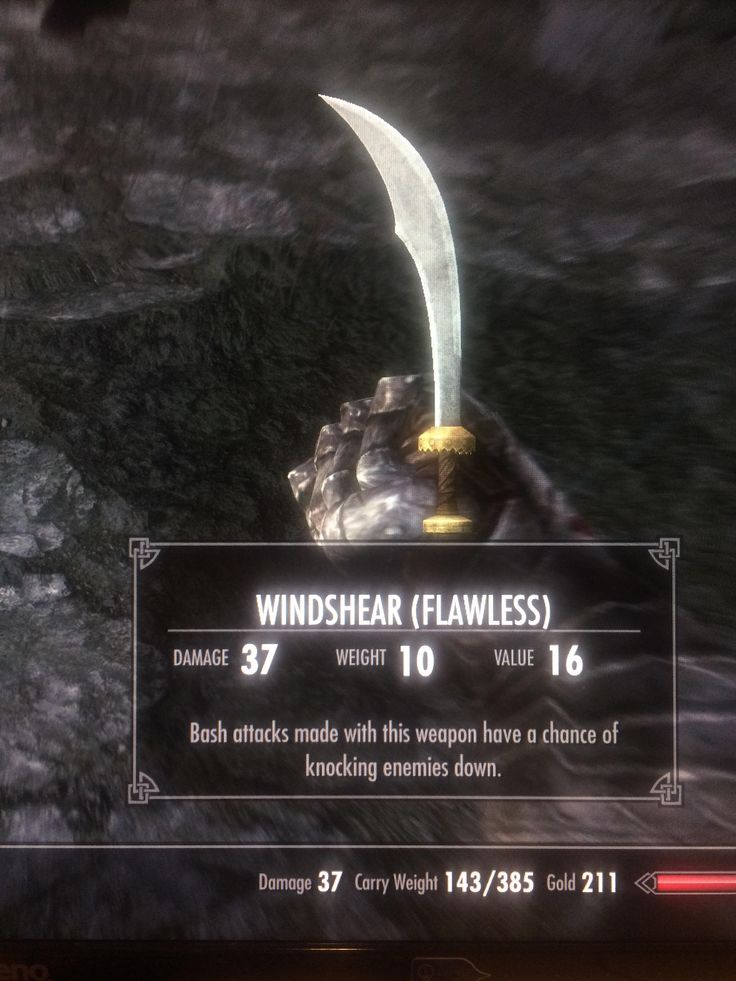 WINDSHEAR (FLAWLESS)
DAMAGE 37 WEIGHT 10 VALUE 16
Bash attacks made with this weapon have a chance of
knocking enemies down.
Damage 37 Carry Weight 143/385 Gold 211